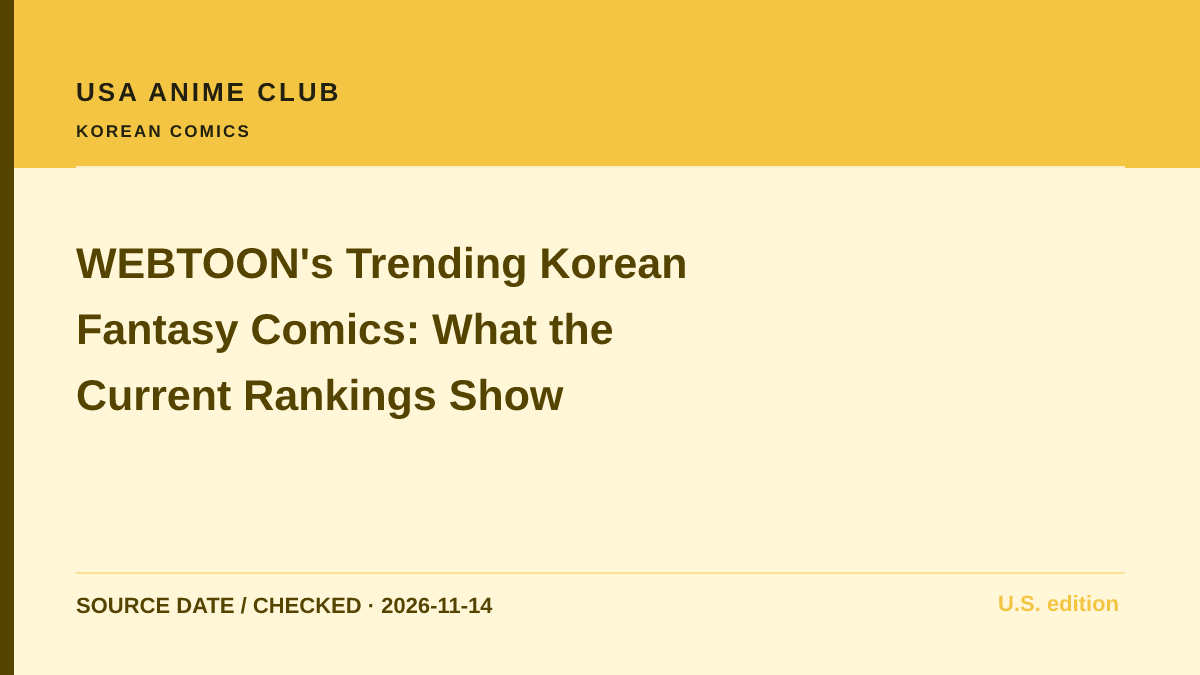 USA ANIME CLUB
KOREAN COMICS
WEBTOON's Trending Korean
Fantasy Comics: What the
Current Rankings Show
SOURCE DATE / CHECKED · 2026-11-14
U.S. edition